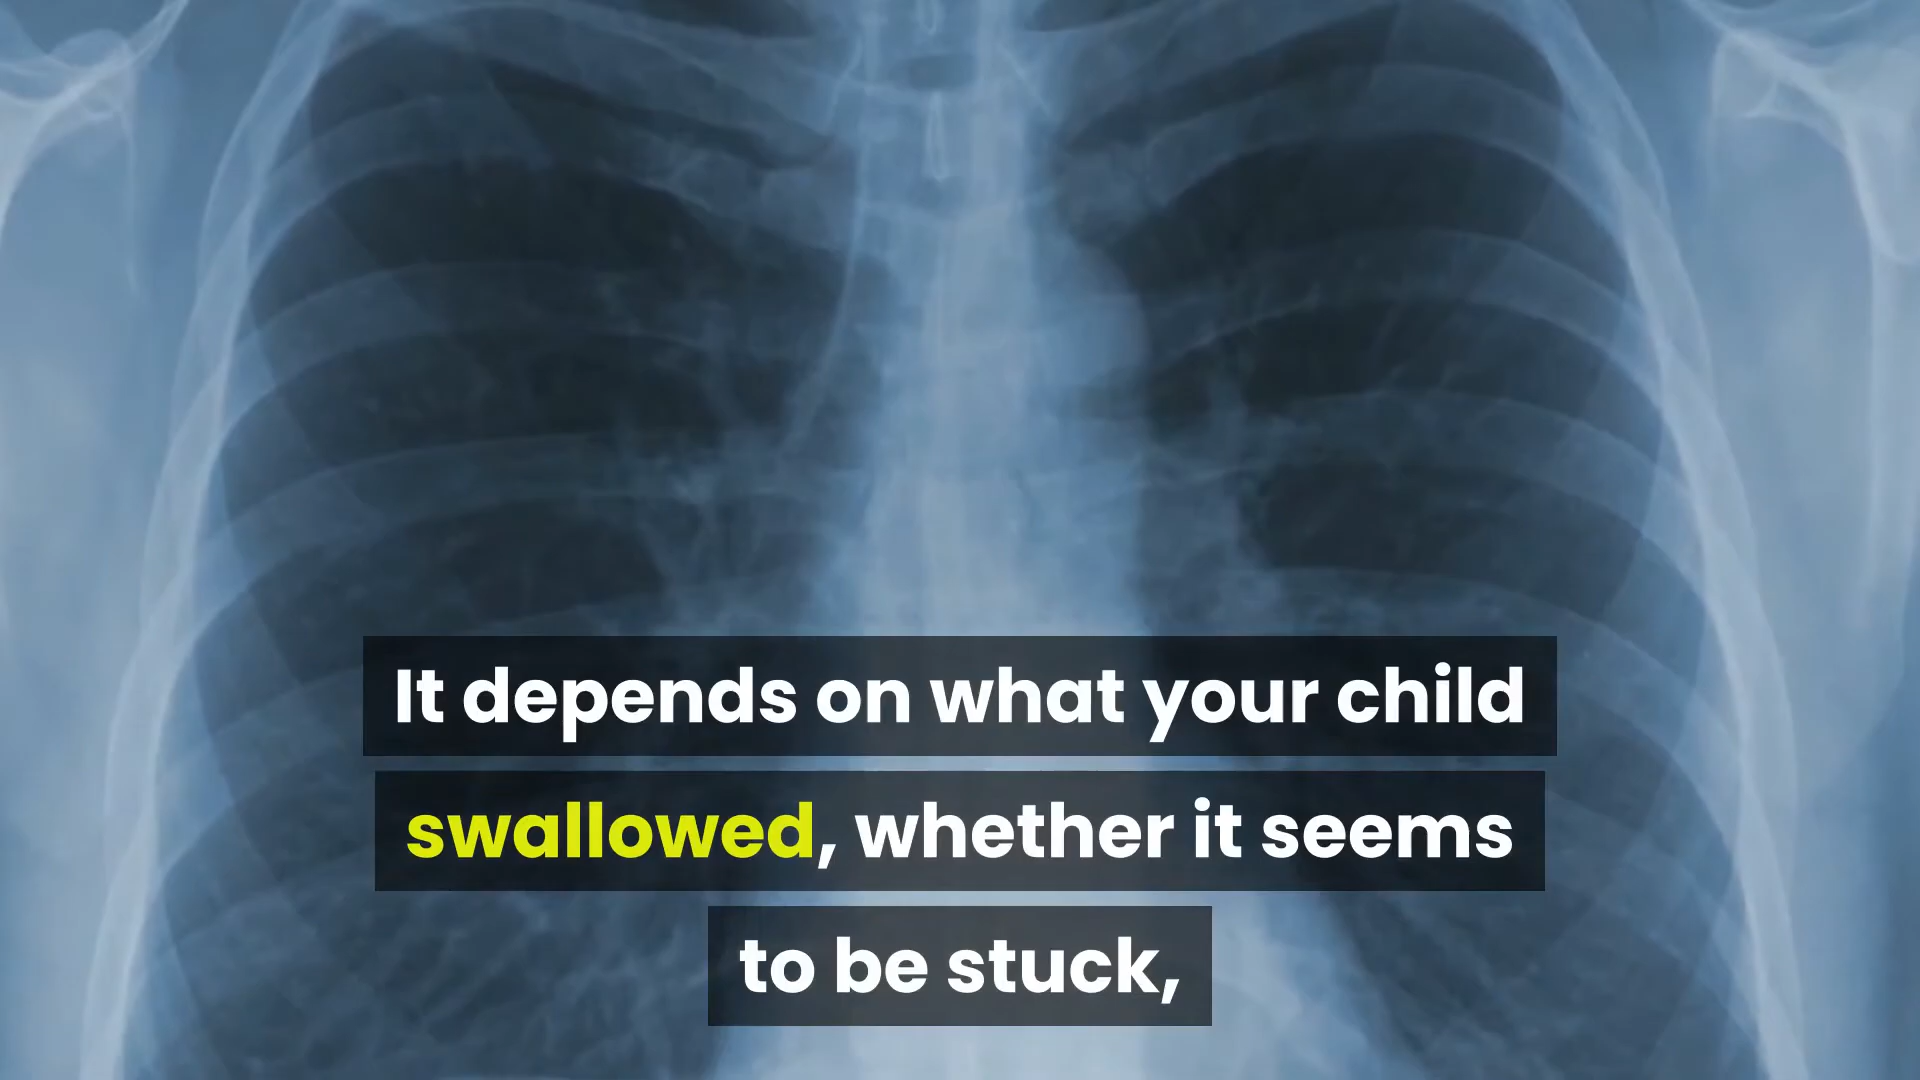 It depends on what your child
swallowed, whether it seems
to be stuck,